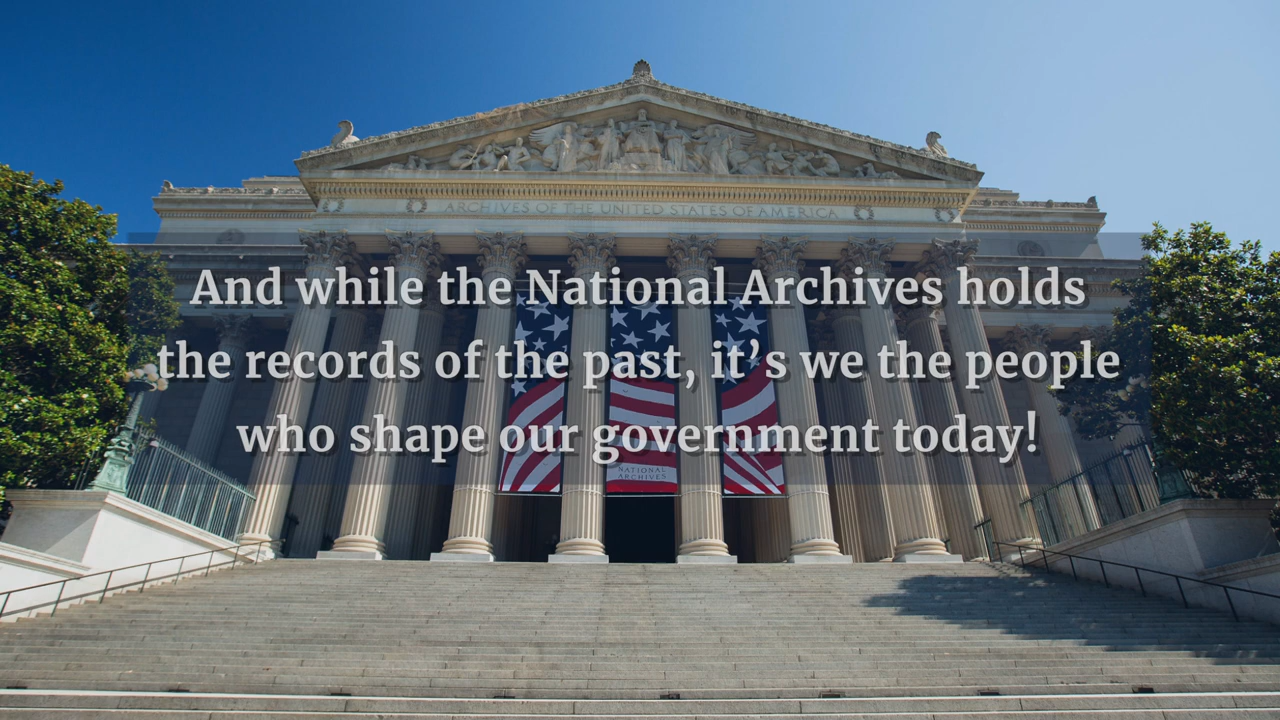 ARCHIVES OF THE UNITED STATES OF AMERICA
And while the National Archives holds
the records of the past, it’s we the people
who shape our government today!
NATIONAL
ARCHIVES